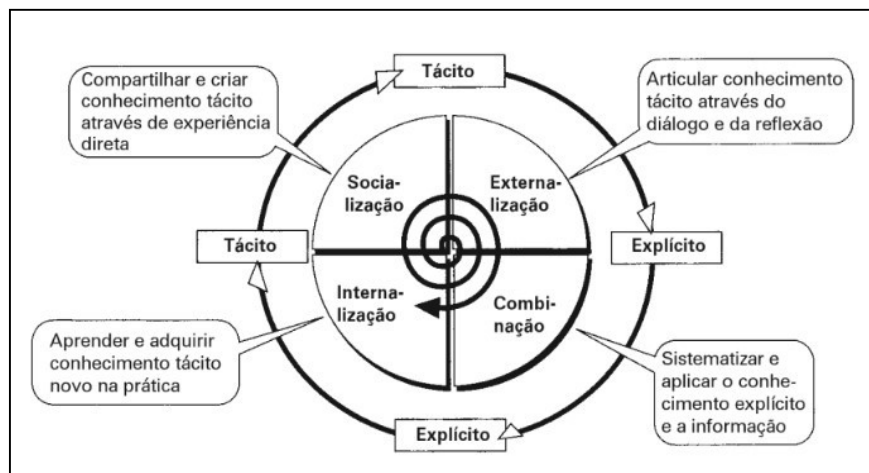 Tácito
Compartilhar e criar
conhecimento tácito
através de experiência
direta
Articular conhecimento
tácito através do
diálogo e da reflexão
Socia-
lização
Externa-
lização
Tácito
Explícito
Interna-
lização
Combi-
nação
Aprender e adquirir
conhecimento tácito
novo na prática
Sistematizar e
aplicar o conhe-
cimento explícito
e a informação
Explícito